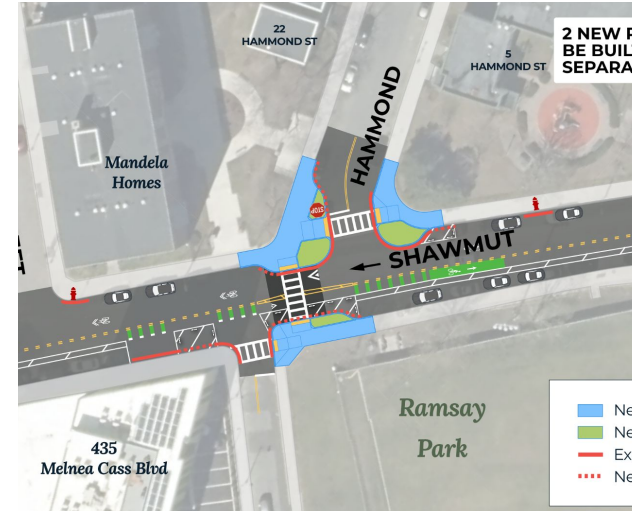 22
HAMMOND ST
5
HAMMOND ST
2 NEW
BE
SEPARA
Mandela
Homes
HAMMOND
STOP
SHAWMUT
Ramsay
Park
435
Melnea Cass Blvd
Ne
Ne
Ex
Ne